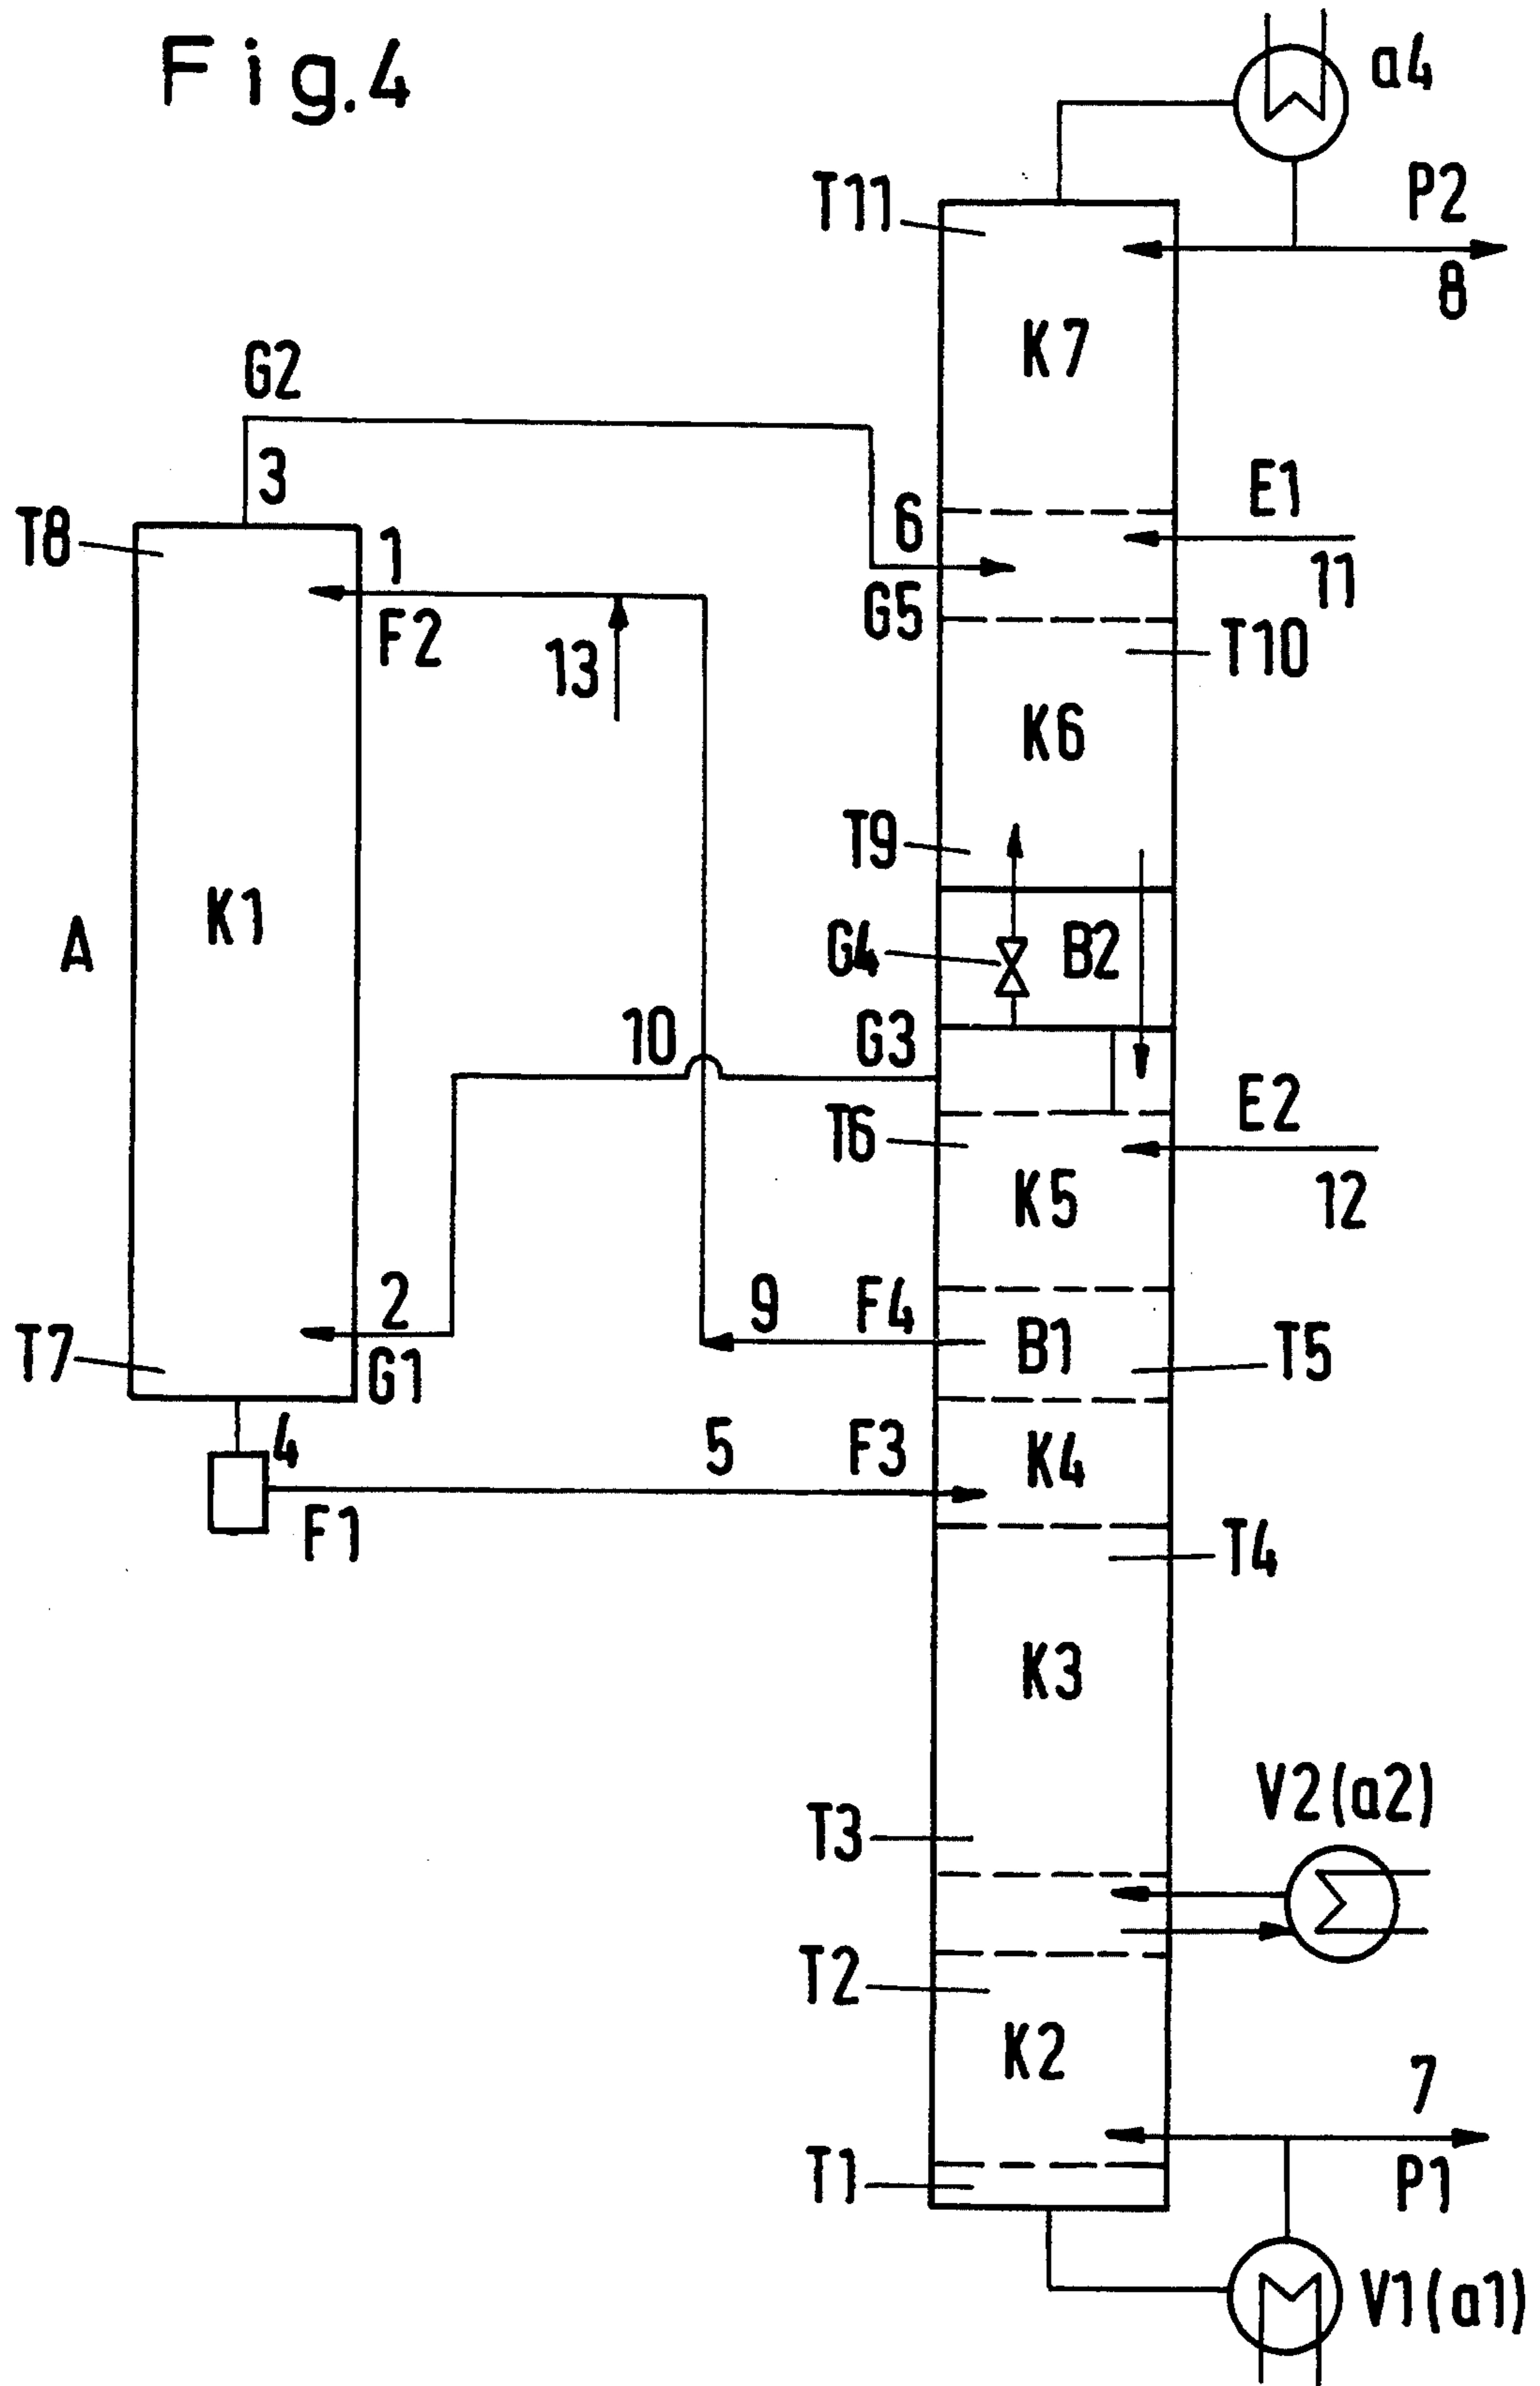 Fig.4
a4
P2
T11
8
K7
G2
3
E1
6
T8
1
11
G5
F2
T10
13
K6
T9
K1
A
G4
B2
10
G3
E2
T6
K5
12
2
9
F4
B1
T5
T7
G1
4
5
F3
K4
F1
T4
K3
V2(a2)
T3
T2
K2
7
T1
P1
V1(a1)